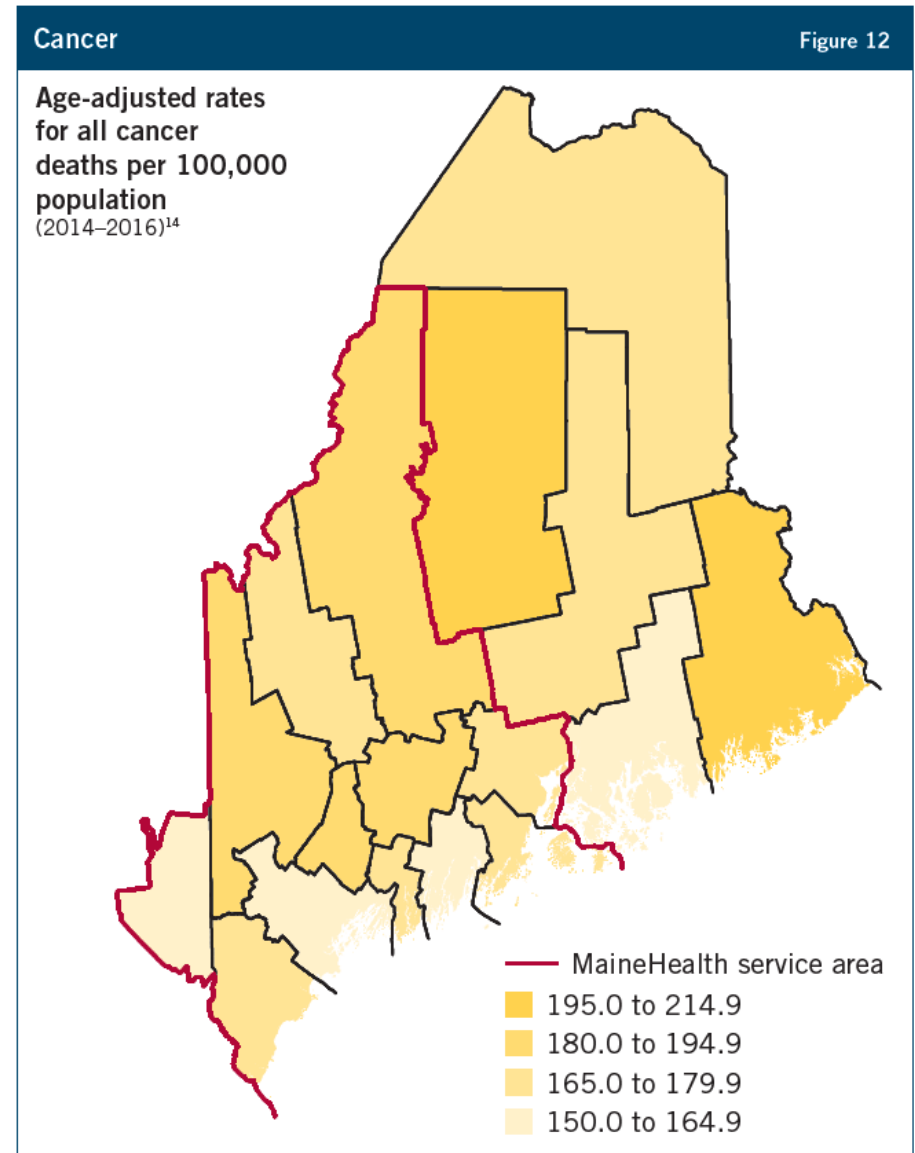 Cancer
Figure 12
Age-adjusted rates
for all cancer
deaths per 100,000
population
(2014–2016)¹⁴
MaineHealth service area
195.0 to 214.9
180.0 to 194.9
165.0 to 179.9
150.0 to 164.9